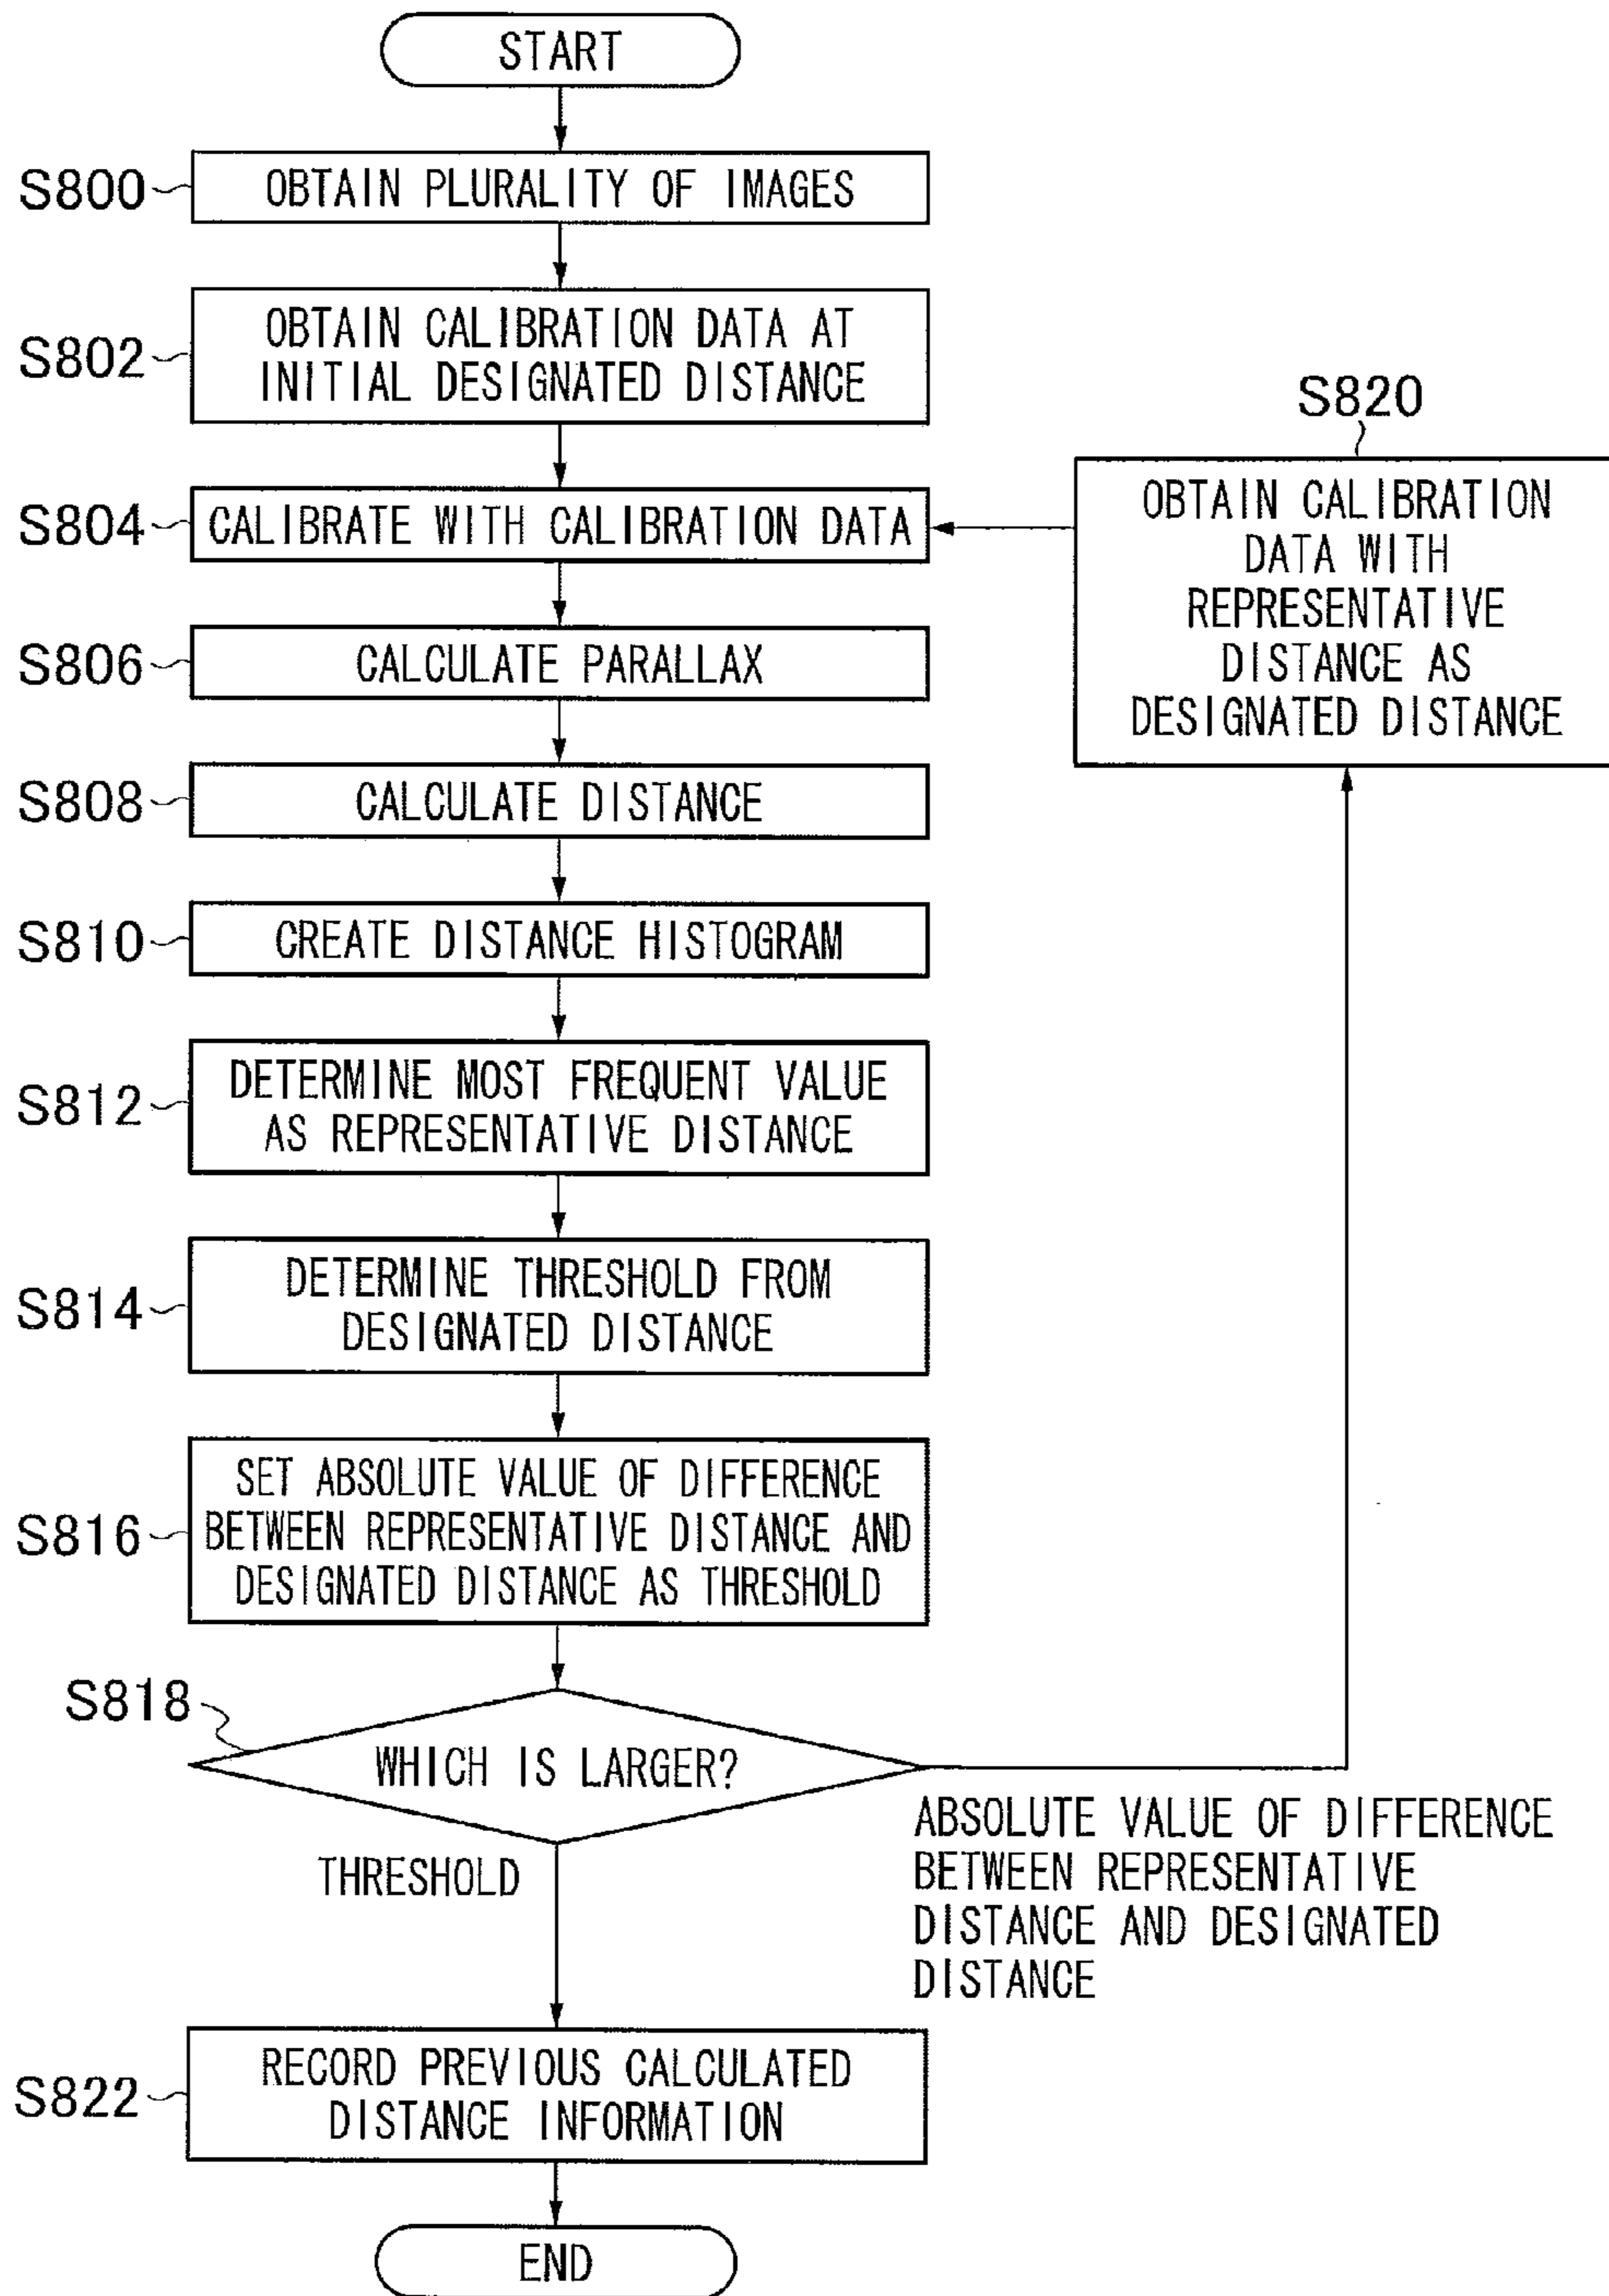 START
S800
OBTAIN PLURALITY OF IMAGES
S802
OBTAIN CALIBRATION DATA AT
INITIAL DESIGNATED DISTANCE
S804
CALIBRATE WITH CALIBRATION DATA
S820
OBTAIN CALIBRATION
DATA WITH
REPRESENTATIVE
DISTANCE AS
DESIGNATED DISTANCE
S806
CALCULATE PARALLAX
S808
CALCULATE DISTANCE
S810
CREATE DISTANCE HISTOGRAM
S812
DETERMINE MOST FREQUENT VALUE
AS REPRESENTATIVE DISTANCE
S814
DETERMINE THRESHOLD FROM
DESIGNATED DISTANCE
S816
SET ABSOLUTE VALUE OF DIFFERENCE
BETWEEN REPRESENTATIVE DISTANCE AND
DESIGNATED DISTANCE AS THRESHOLD
S818
WHICH IS LARGER?
THRESHOLD
ABSOLUTE VALUE OF DIFFERENCE
BETWEEN REPRESENTATIVE
DISTANCE AND DESIGNATED
DISTANCE
S822
RECORD PREVIOUS CALCULATED
DISTANCE INFORMATION
END